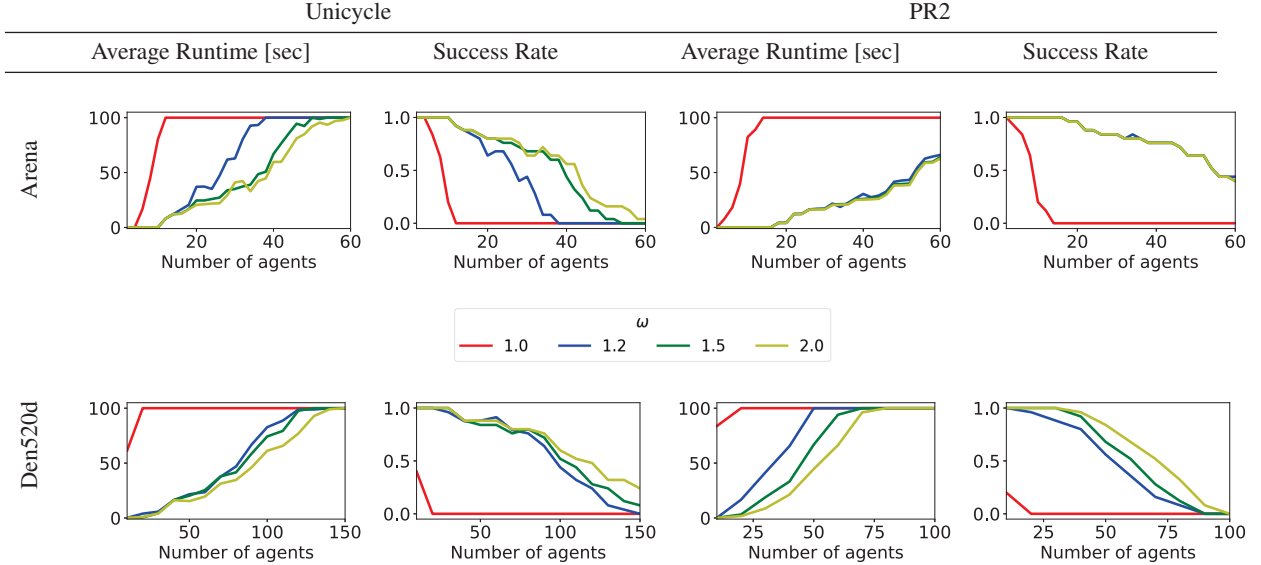 Unicycle PR2
Average Runtime [sec] Success Rate Average Runtime [sec] Success Rate
Arena
100 1.0 100 1.0
50 0.5 50 0.5
0 0.0 0 0.0
20 40 60 20 40 60 20 40 60 20 40 60
Number of agents Number of agents Number of agents Number of agents
ω
1.0 1.2 1.5 2.0
Den520d
100 1.0 100 1.0
50 0.5 50 0.5
0 0.0 0 0.0
50 100 150 50 100 150 25 50 75 100 25 50 75 100
Number of agents Number of agents Number of agents Number of agents